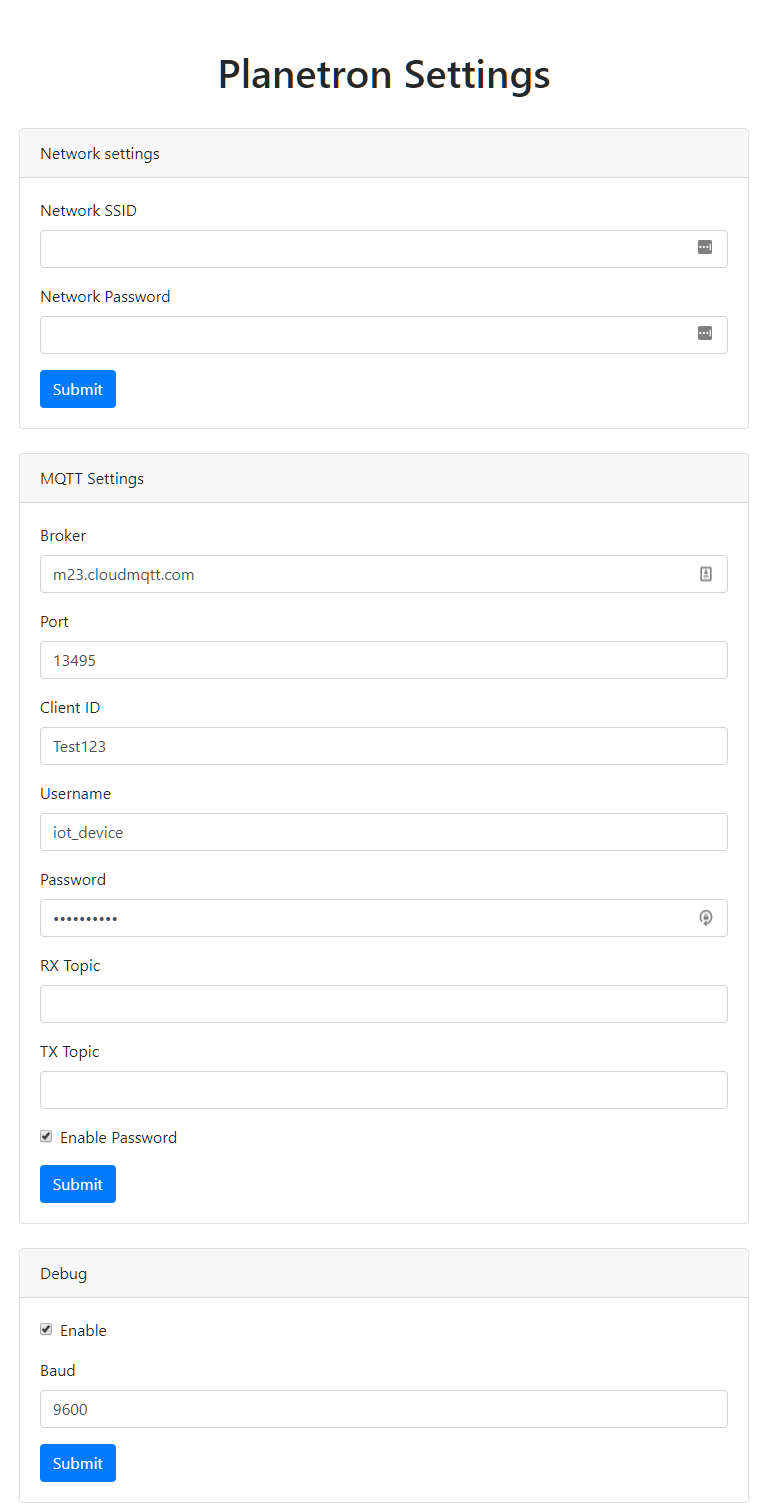 Planetron Settings
Network settings
Network SSID
Network Password
Submit
MQTT Settings
Broker
m23.cloudmqtt.com
Port
13495
Client ID
Test123
Username
iot_device
Password
••••••••••
RX Topic
TX Topic
Enable Password
Submit
Debug
Enable
Baud
9600
Submit